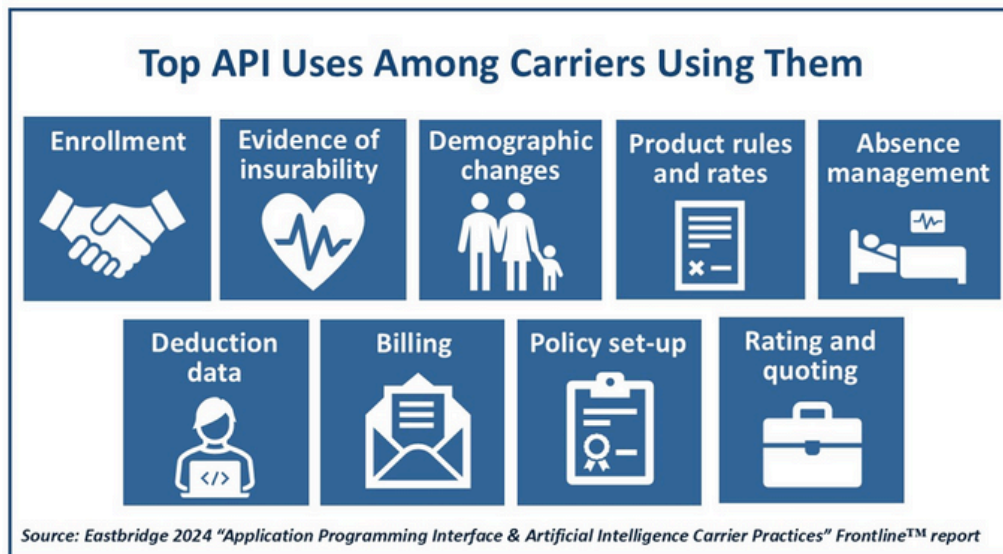 Top API Uses Among Carriers Using Them
Enrollment
Evidence of
insurability
Demographic
changes
Product rules
and rates
Absence
management
Deduction
data
</>
Billing
Policy set-up
Rating and
quoting
Source: Eastbridge 2024 “Application Programming Interface & Artificial Intelligence Carrier Practices” Frontline™ report